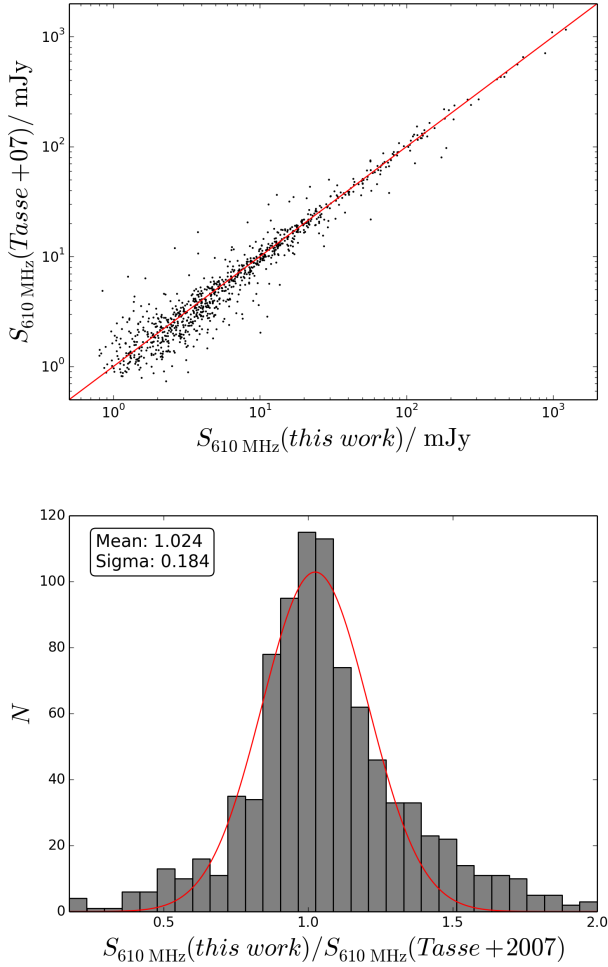 10³
10²
10¹
10⁰
S₆₁₀ MHz(Tasse+07)/ mJy
10⁰ 10¹ 10² 10³
S₆₁₀ MHz(this work)/ mJy
120
100
80
60
40
20
0
N
Mean: 1.024
Sigma: 0.184
0.5 1.0 1.5 2.0
S₆₁₀ MHz(this work)/S₆₁₀ MHz(Tasse+2007)